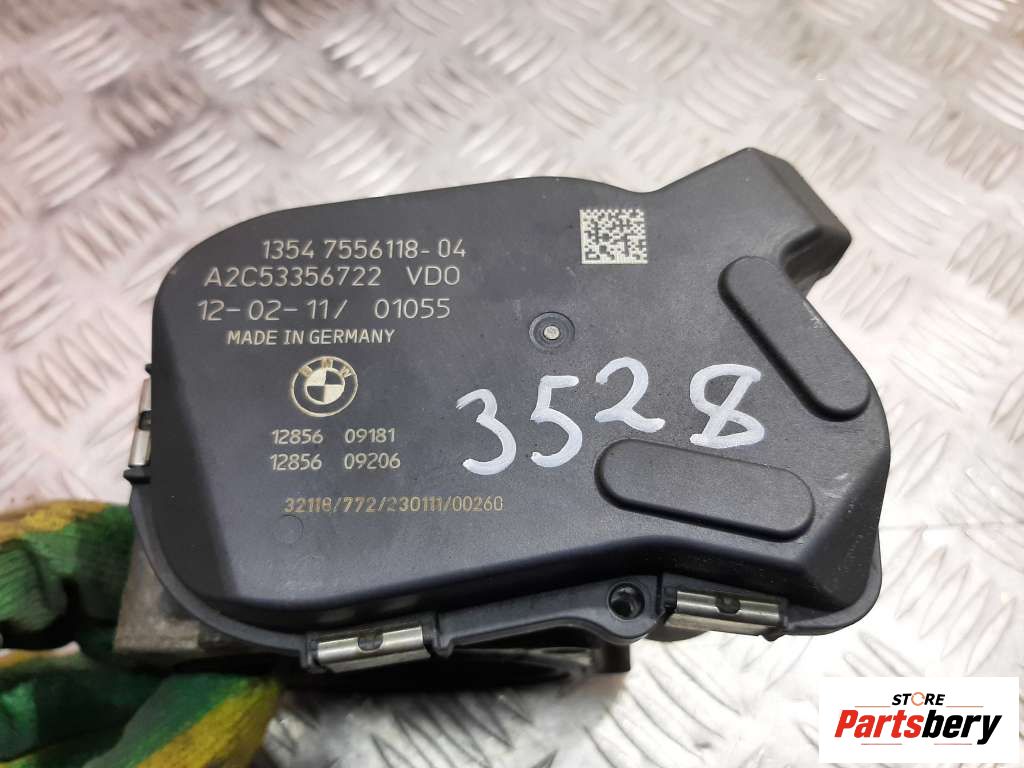 1354 7556118-04
A2C53356722 VDO
12-02-11/ 01055
MADE IN GERMANY
BMW
12856 09181
12856 09206
32118/772/230111/00260
3528
STORE
Partsbery